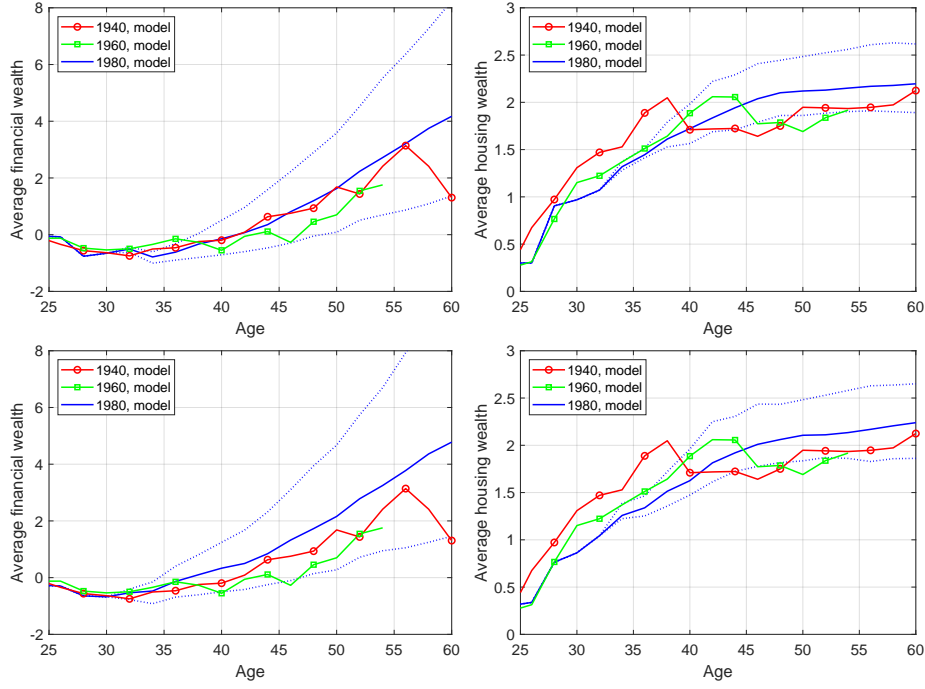 8
6
4
2
0
-2
25 30 35 40 45 50 55 60
Age
Average financial wealth
1940, model
1960, model
1980, model
3
2.5
2
1.5
1
0.5
0
25 30 35 40 45 50 55 60
Age
Average housing wealth
1940, model
1960, model
1980, model
8
6
4
2
0
-2
25 30 35 40 45 50 55 60
Age
Average financial wealth
1940, model
1960, model
1980, model
3
2.5
2
1.5
1
0.5
0
25 30 35 40 45 50 55 60
Age
Average housing wealth
1940, model
1960, model
1980, model